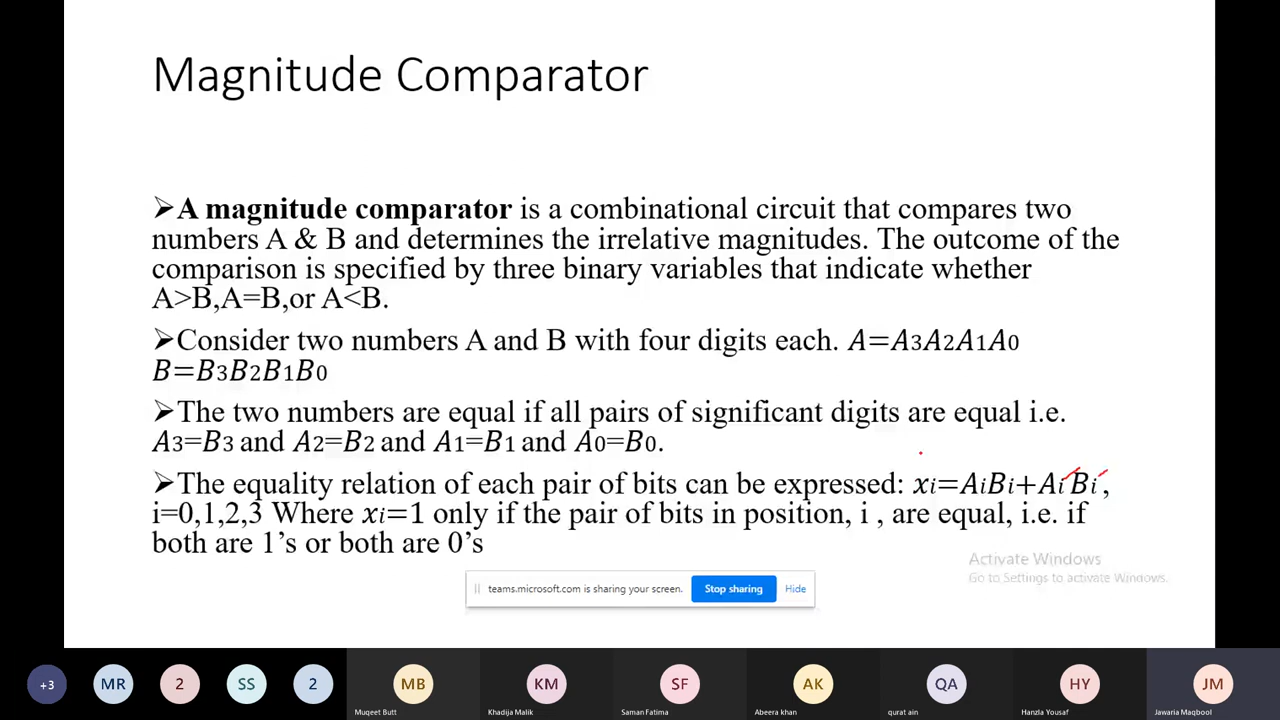 Magnitude Comparator
➢A magnitude comparator is a combinational circuit that compares two
numbers A & B and determines the irrelative magnitudes. The outcome of the
comparison is specified by three binary variables that indicate whether
A>B,A=B,or A<B.
➢Consider two numbers A and B with four digits each. A=A3A2A1A0
B=B3B2B1B0
➢The two numbers are equal if all pairs of significant digits are equal i.e.
A3=B3 and A2=B2 and A1=B1 and A0=B0.
➢The equality relation of each pair of bits can be expressed: xi=AiBi+Ai′Bi′,
i=0,1,2,3 Where xi=1 only if the pair of bits in position, i , are equal, i.e. if
both are 1’s or both are 0’s
Activate Windows
Go to Settings to activate Windows.
teams.microsoft.com is sharing your screen. Stop sharing Hide
+3 MR 2 SS 2 MB KM SF AK QA HY JM
Muqeet Butt Khadija Malik Saman Fatima Abeera khan qurat ain Hanzla Yousaf Jawaria Maqbool